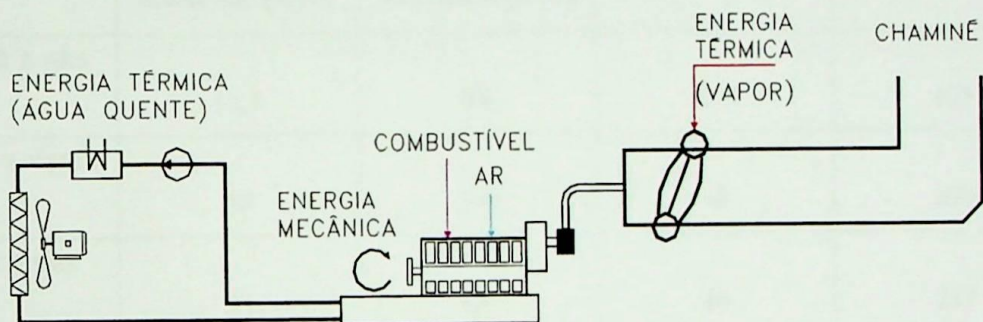 ENERGIA TÉRMICA
(ÁGUA QUENTE)
COMBUSTÍVEL
AR
ENERGIA
MECÂNICA
ENERGIA
TÉRMICA
(VAPOR)
CHAMINÉ